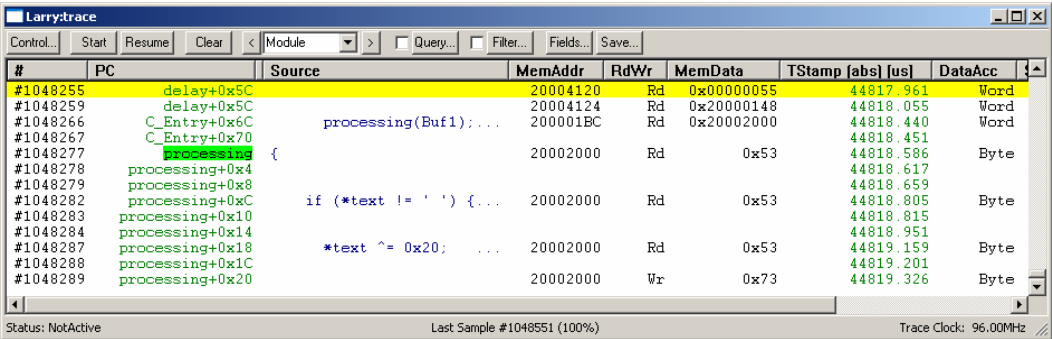 Larry:trace
Control... Start Resume Clear < Module > Query... Filter... Fields... Save...
# PC Source MemAddr RdWr MemData TStamp [abs] [us] DataAcc
#1048255 delay+0x5C 20004120 Rd 0x00000055 44817.961 Word
#1048259 delay+0x5C 20004124 Rd 0x20000148 44818.055 Word
#1048266 C_Entry+0x6C processing(Buf1);... 200001BC Rd 0x20002000 44818.440 Word
#1048267 C_Entry+0x70 44818.451
#1048277 processing { 20002000 Rd 0x53 44818.586 Byte
#1048278 processing+0x4 44818.617
#1048279 processing+0x8 44818.659
#1048282 processing+0xC if (*text != ' ') {... 20002000 Rd 0x53 44818.805 Byte
#1048283 processing+0x10 44818.815
#1048284 processing+0x14 44818.951
#1048287 processing+0x18 *text ^= 0x20; ... 20002000 Rd 0x53 44819.159 Byte
#1048288 processing+0x1C 44819.201
#1048289 processing+0x20 20002000 Wr 0x73 44819.326 Byte
Status: NotActive Last Sample #1048551 (100%) Trace Clock: 96.00MHz